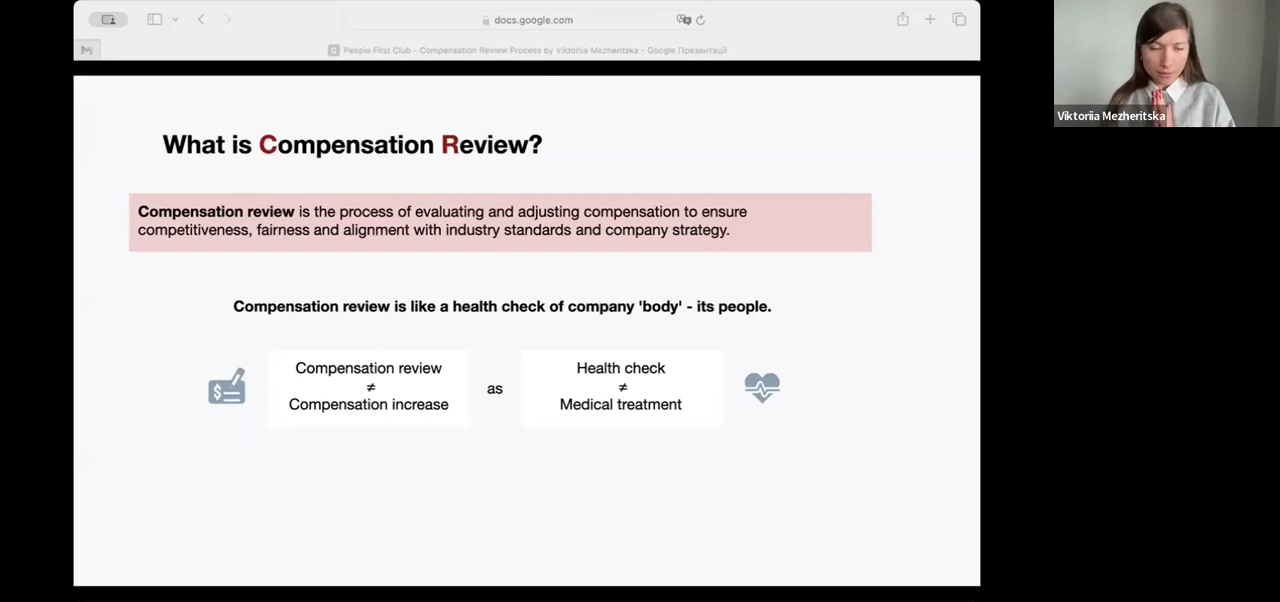 docs.google.com
People First Club - Compensation Review Process by Viktoriia Mezheritska - Google Презентації
What is Compensation Review?
Compensation review is the process of evaluating and adjusting compensation to ensure
competitiveness, fairness and alignment with industry standards and company strategy.
Compensation review is like a health check of company 'body' - its people.
Compensation review
≠
Compensation increase
as
Health check
≠
Medical treatment
Viktoriia Mezheritska